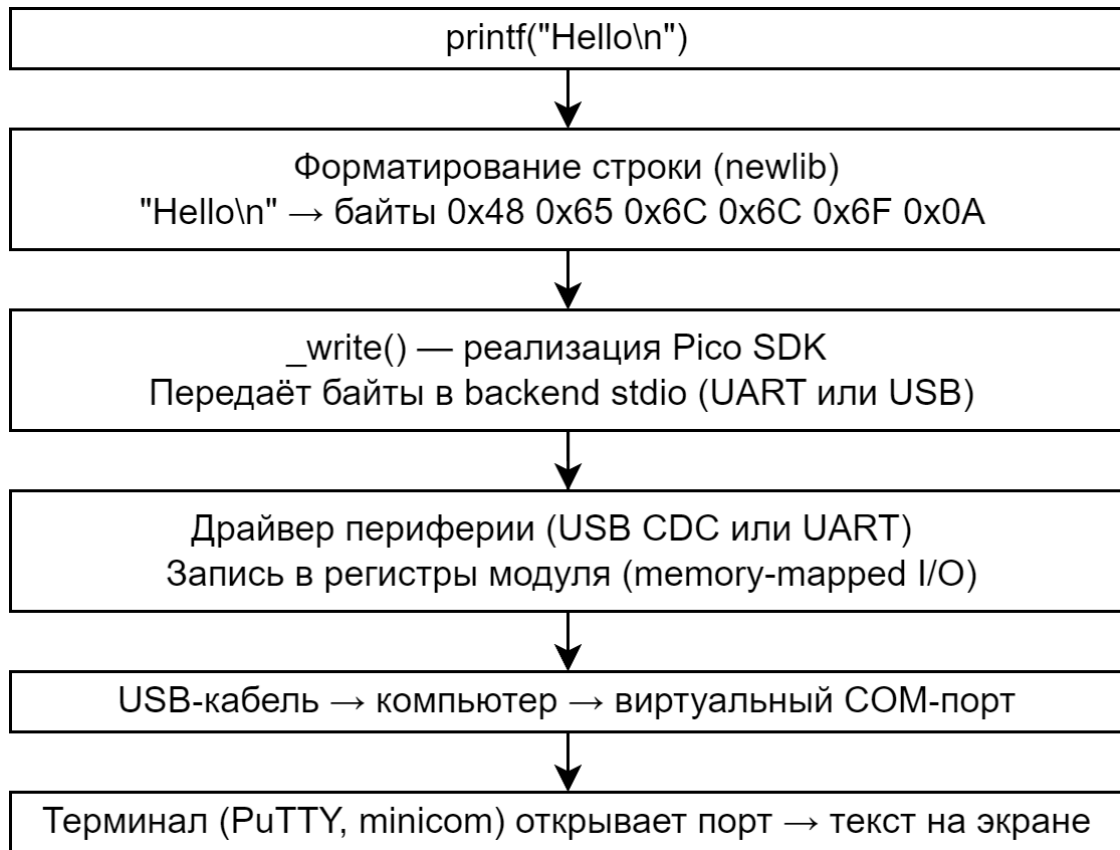 printf("Hello\n")
Форматирование строки (newlib)
"Hello\n" → байты 0x48 0x65 0x6C 0x6C 0x6F 0x0A
_write() — реализация Pico SDK
Передаёт байты в backend stdio (UART или USB)
Драйвер периферии (USB CDC или UART)
Запись в регистры модуля (memory-mapped I/O)
USB-кабель → компьютер → виртуальный COM-порт
Терминал (PuTTY, minicom) открывает порт → текст на экране